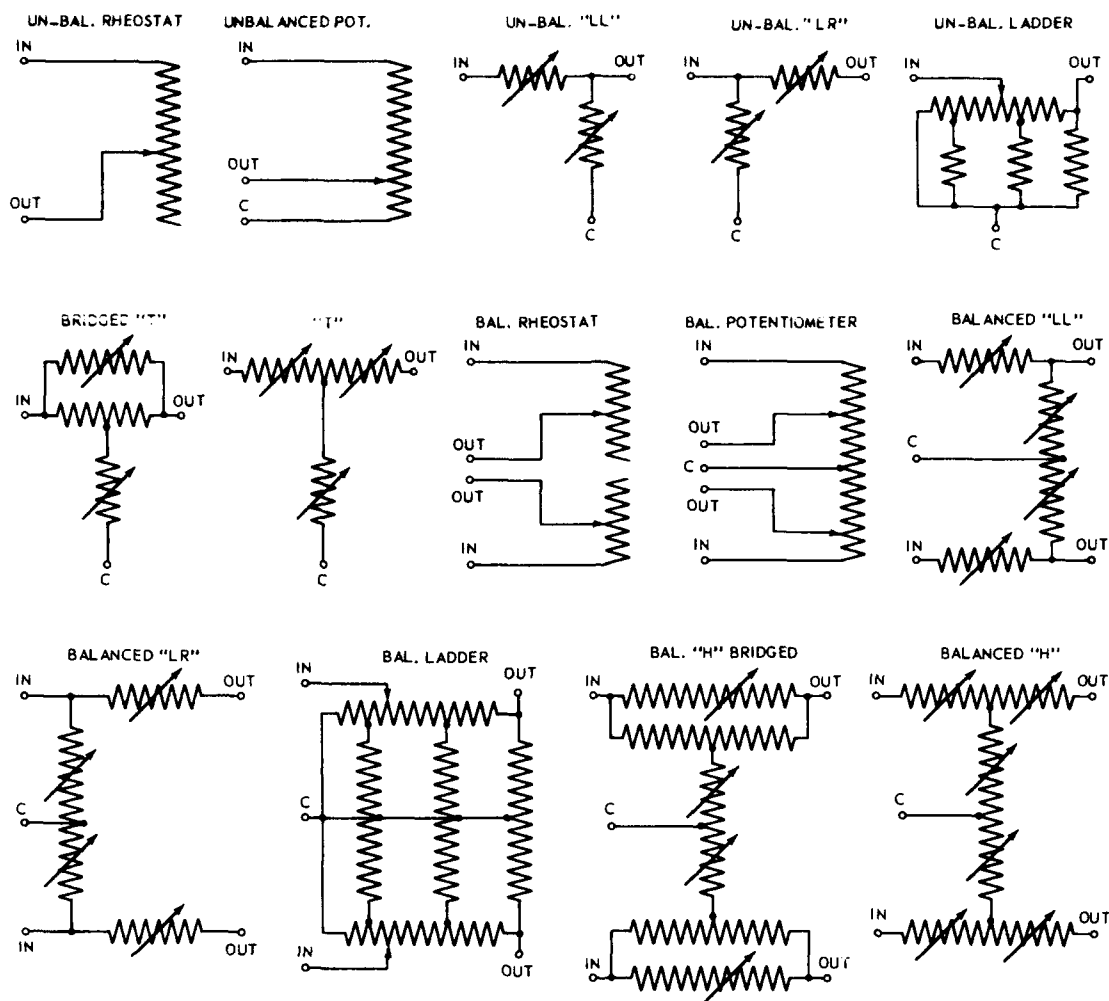 UN-BAL. RHEOSTAT
IN
OUT
UNBALANCED POT.
IN
OUT
C
UN-BAL. "LL"
IN
OUT
C
UN-BAL. "LR"
IN
OUT
C
UN-BAL. LADDER
IN
OUT
C
BRIDGED "T"
IN
OUT
C
"T"
IN
OUT
C
BAL. RHEOSTAT
IN
OUT
OUT
IN
BAL. POTENTIOMETER
IN
OUT
C
OUT
IN
BALANCED "LL"
IN
OUT
C
IN
OUT
BALANCED "LR"
IN
OUT
C
IN
OUT
BAL. LADDER
IN
OUT
C
IN
OUT
BAL. "H" BRIDGED
IN
OUT
C
IN
OUT
BALANCED "H"
IN
OUT
C
IN
OUT